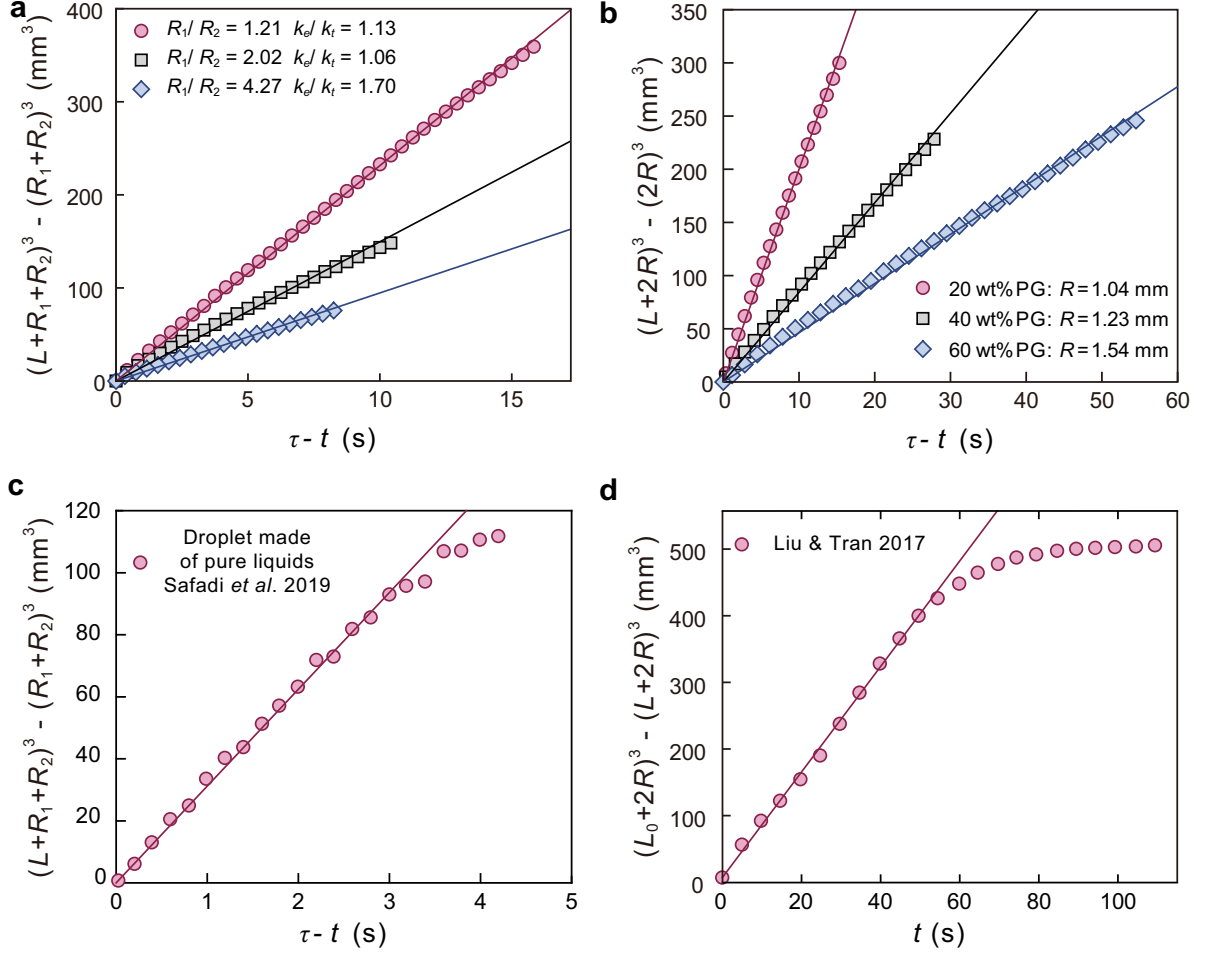 a
400
300
200
100
0
(L+R₁+R₂)³ - (R₁+R₂)³ (mm³)
R₁/ R₂ = 1.21 kₑ/ kₜ = 1.13
R₁/ R₂ = 2.02 kₑ/ kₜ = 1.06
R₁/ R₂ = 4.27 kₑ/ kₜ = 1.70
0 5 10 15
τ - t (s)
b
350
300
250
200
150
100
50
0
(L+2R)³ - (2R)³ (mm³)
20 wt% PG: R = 1.04 mm
40 wt% PG: R = 1.23 mm
60 wt% PG: R = 1.54 mm
0 10 20 30 40 50 60
τ - t (s)
c
120
100
80
60
40
20
0
(L+R₁+R₂)³ - (R₁+R₂)³ (mm³)
Droplet made
of pure liquids
Safadi et al. 2019
0 1 2 3 4 5
τ - t (s)
d
500
400
300
200
100
0
(L₀+2R)³ - (L+2R)³ (mm³)
Liu & Tran 2017
0 20 40 60 80 100
t (s)